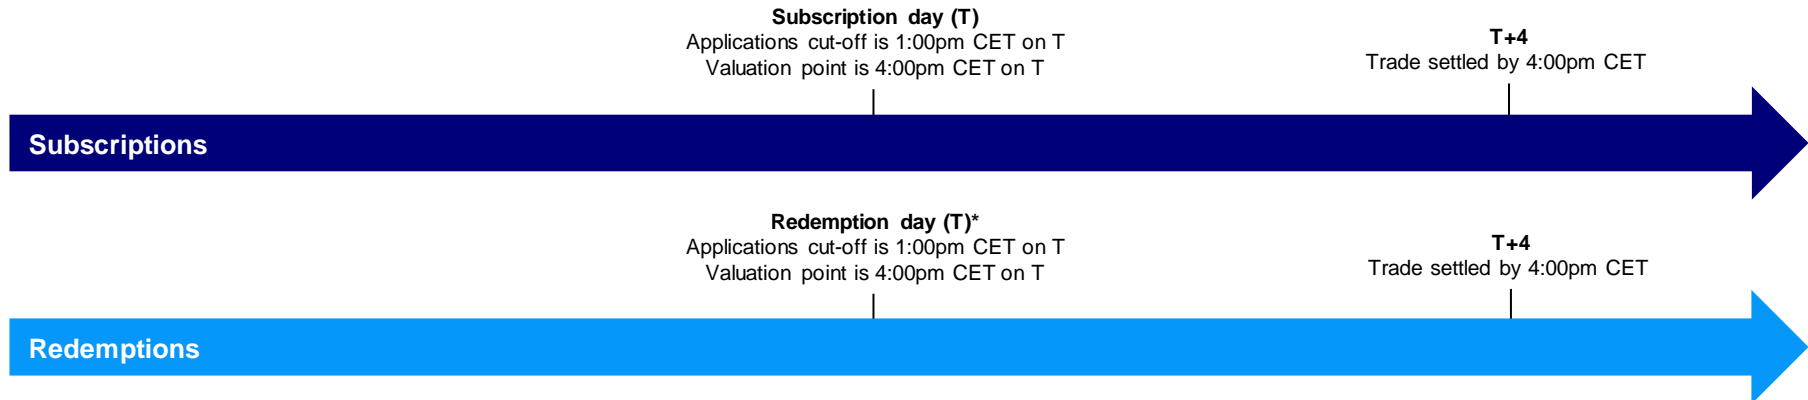 Subscription day (T)
Applications cut-off is 1:00pm CET on T
Valuation point is 4:00pm CET on T
T+4
Trade settled by 4:00pm CET
Subscriptions
Redemption day (T)*
Applications cut-off is 1:00pm CET on T
Valuation point is 4:00pm CET on T
T+4
Trade settled by 4:00pm CET
Redemptions